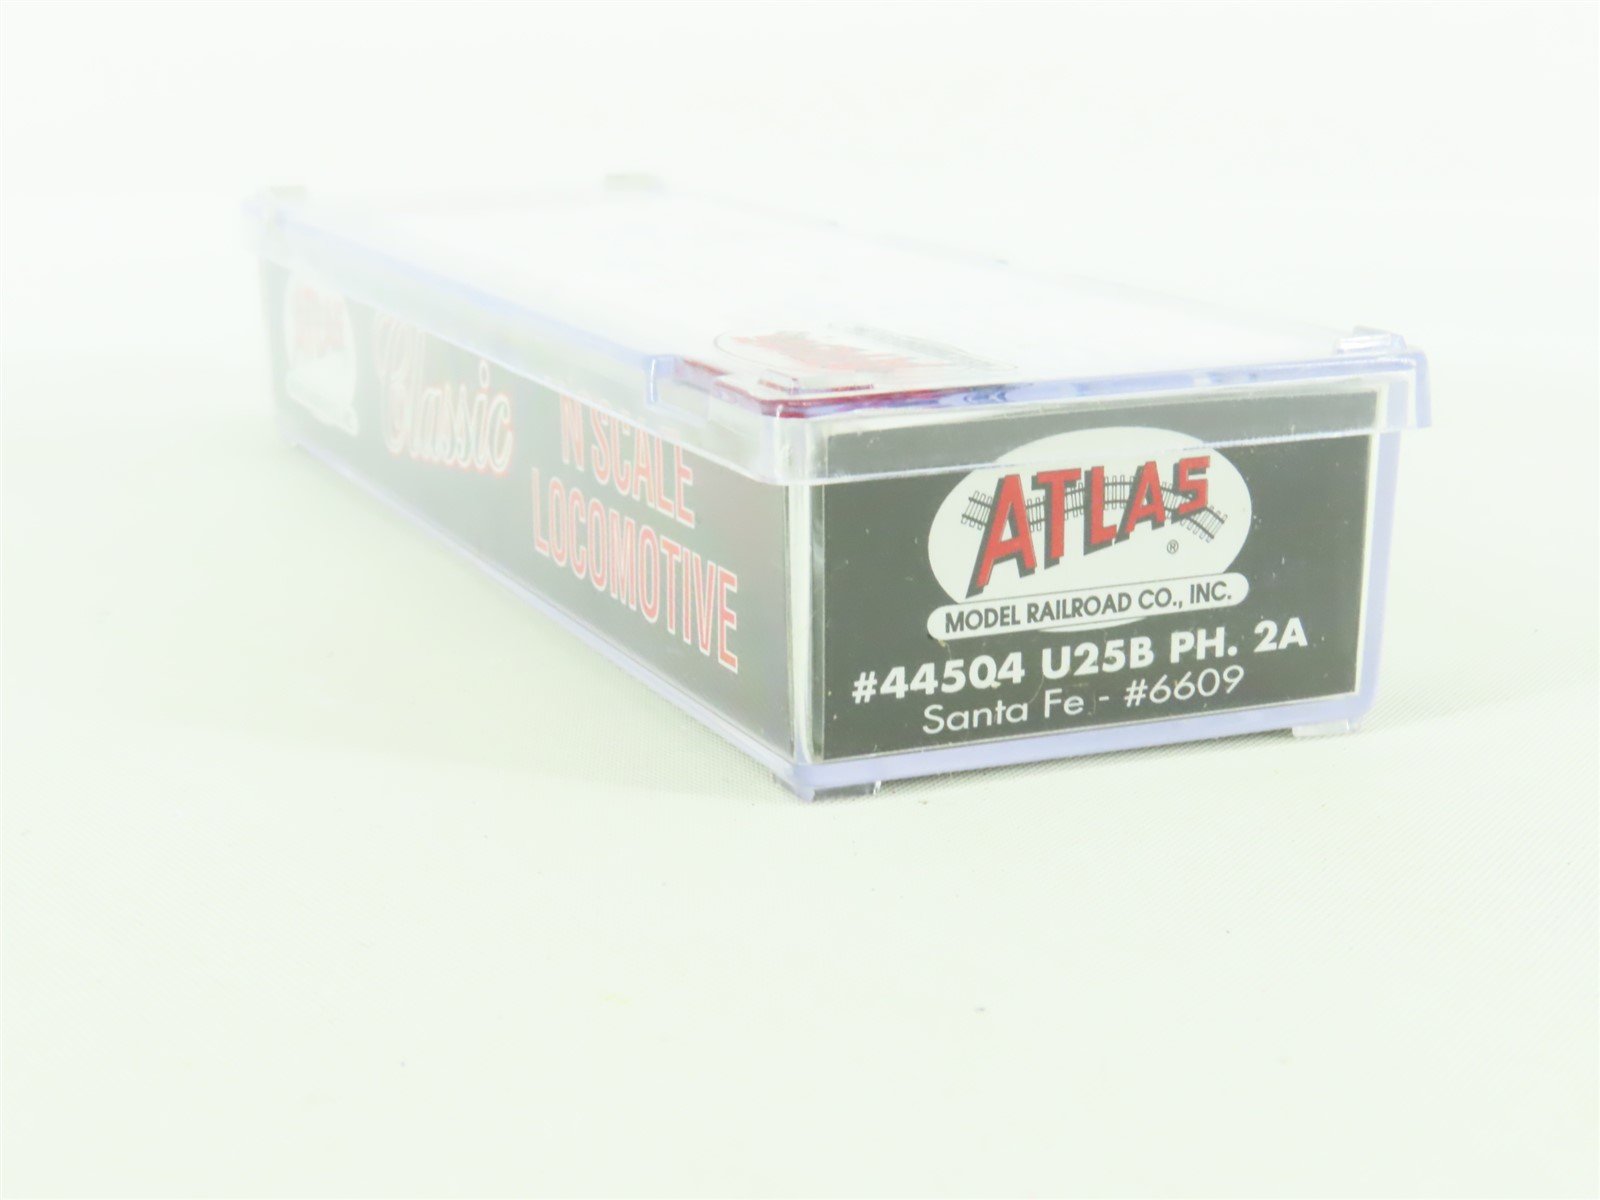 Classic
N SCALE
LOCOMOTIVE
ATLAS
®
MODEL RAILROAD CO., INC.
#44504 U25B PH. 2A
Santa Fe - #6609